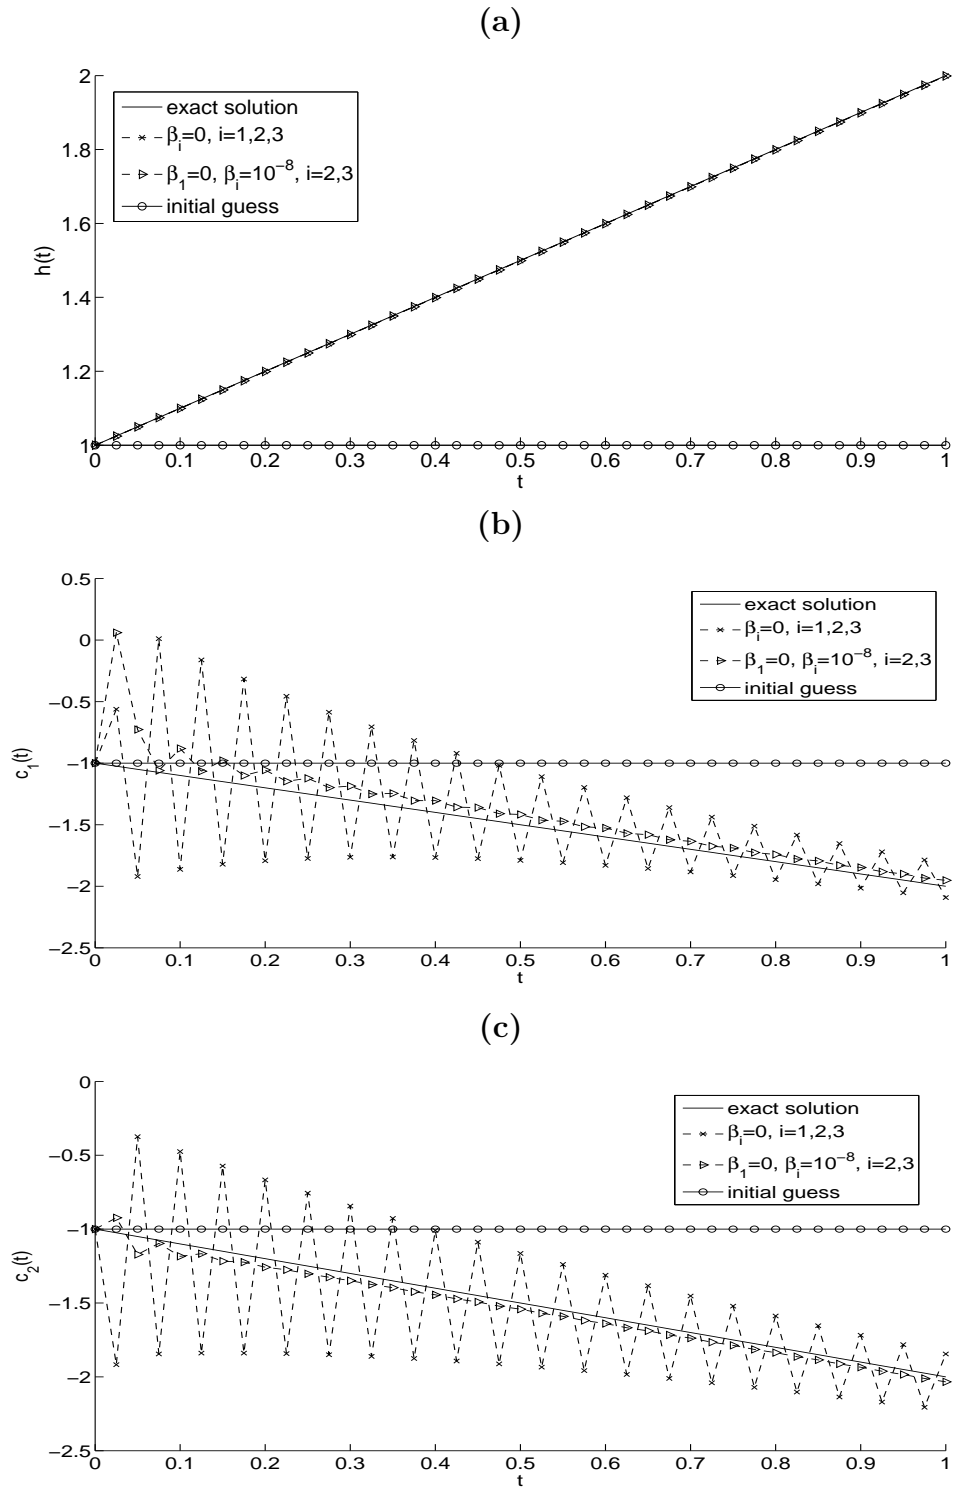 (a)
2
1.8
1.6
1.4
1.2
1
h(t)
exact solution
β_i=0, i=1,2,3
β_1=0, β_i=10^−8, i=2,3
initial guess
0 0.1 0.2 0.3 0.4 0.5 0.6 0.7 0.8 0.9 1
t
(b)
0.5
0
−0.5
−1
−1.5
−2
−2.5
c_1(t)
exact solution
β_i=0, i=1,2,3
β_1=0, β_i=10^−8, i=2,3
initial guess
0 0.1 0.2 0.3 0.4 0.5 0.6 0.7 0.8 0.9 1
t
(c)
0
−0.5
−1
−1.5
−2
−2.5
c_2(t)
exact solution
β_i=0, i=1,2,3
β_1=0, β_i=10^−8, i=2,3
initial guess
0 0.1 0.2 0.3 0.4 0.5 0.6 0.7 0.8 0.9 1
t